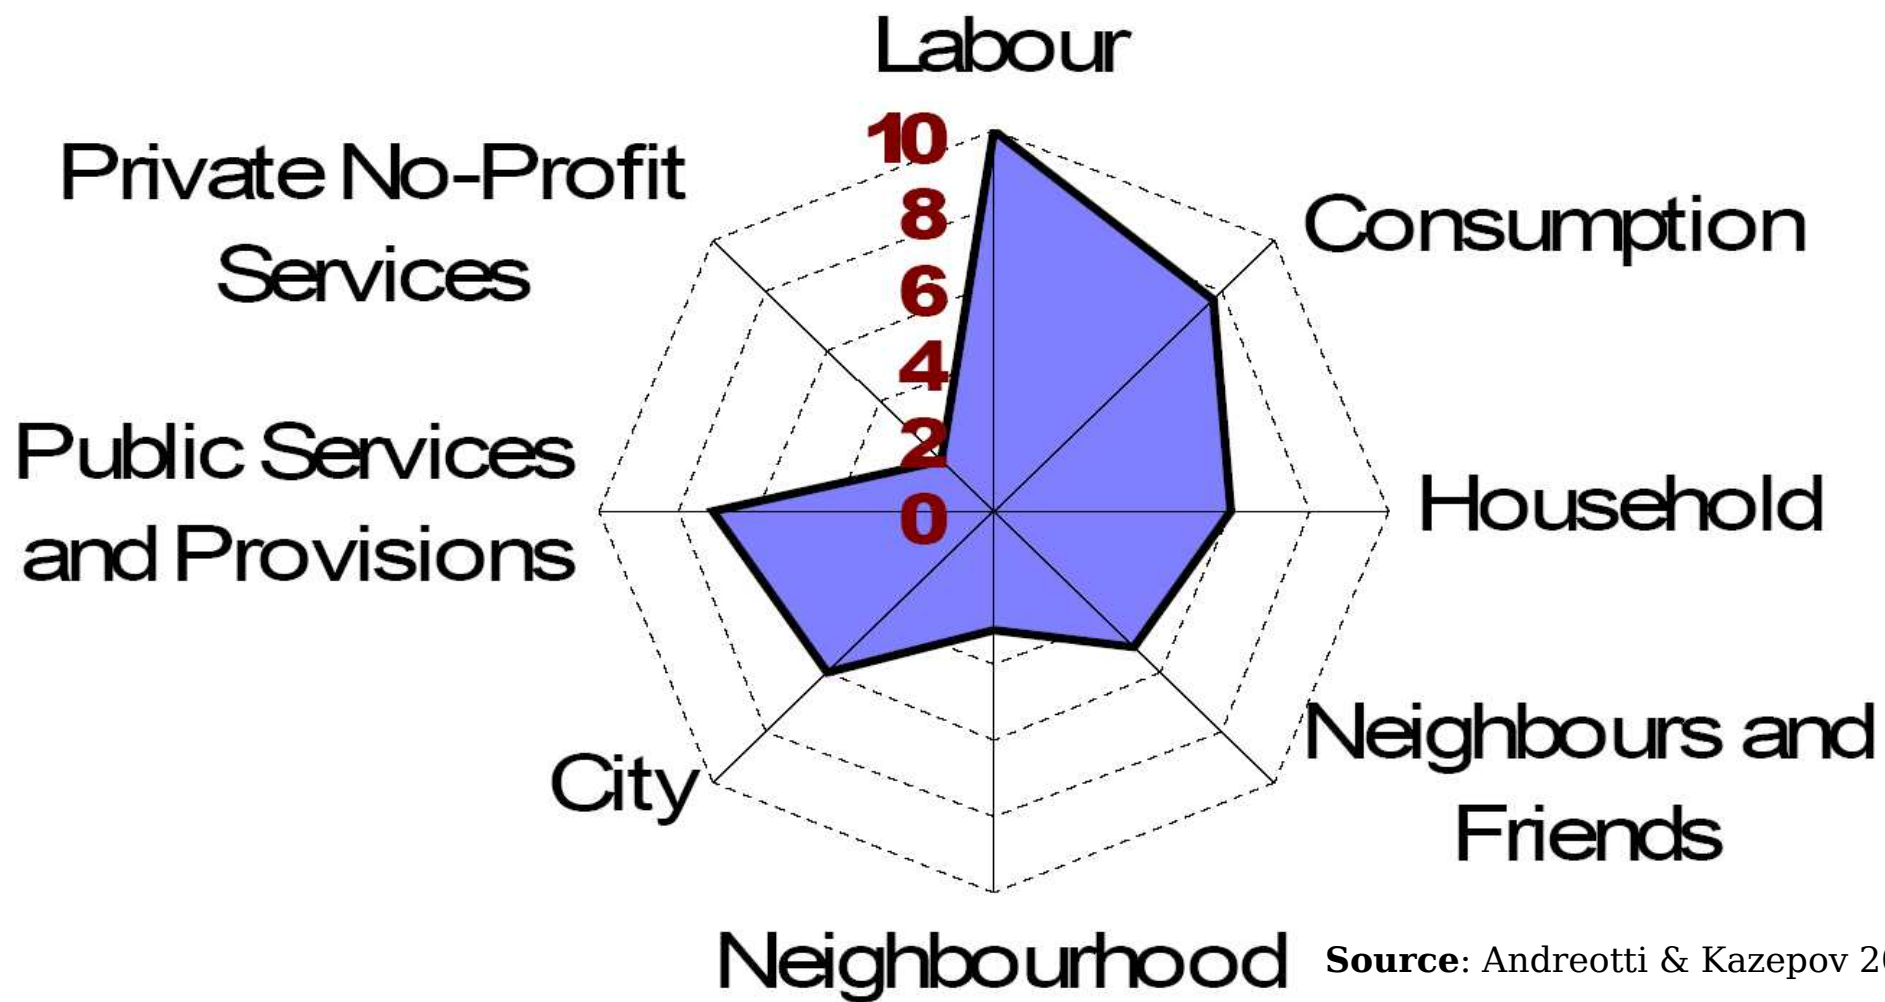 Labour
10
8
6
4
2
0
Consumption
Household
Neighbours and
Friends
Neighbourhood
City
Public Services
and Provisions
Private No-Profit
Services
Source: Andreotti & Kazepov